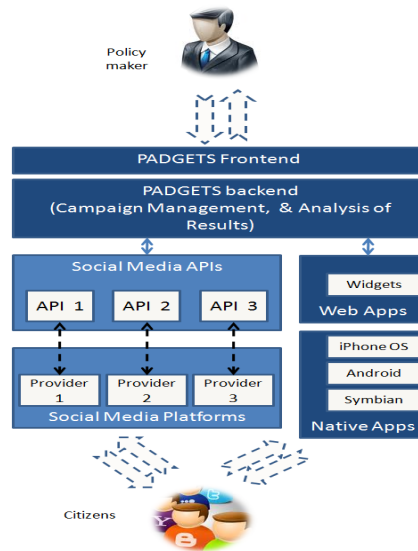 Policy
maker
PADGETS Frontend
PADGETS backend
(Campaign Management, & Analysis of
Results)
Social Media APIs
API 1
API 2
API 3
Widgets
Web Apps
Provider
1
Provider
2
Provider
3
Social Media Platforms
iPhone OS
Android
Symbian
Native Apps
Citizens